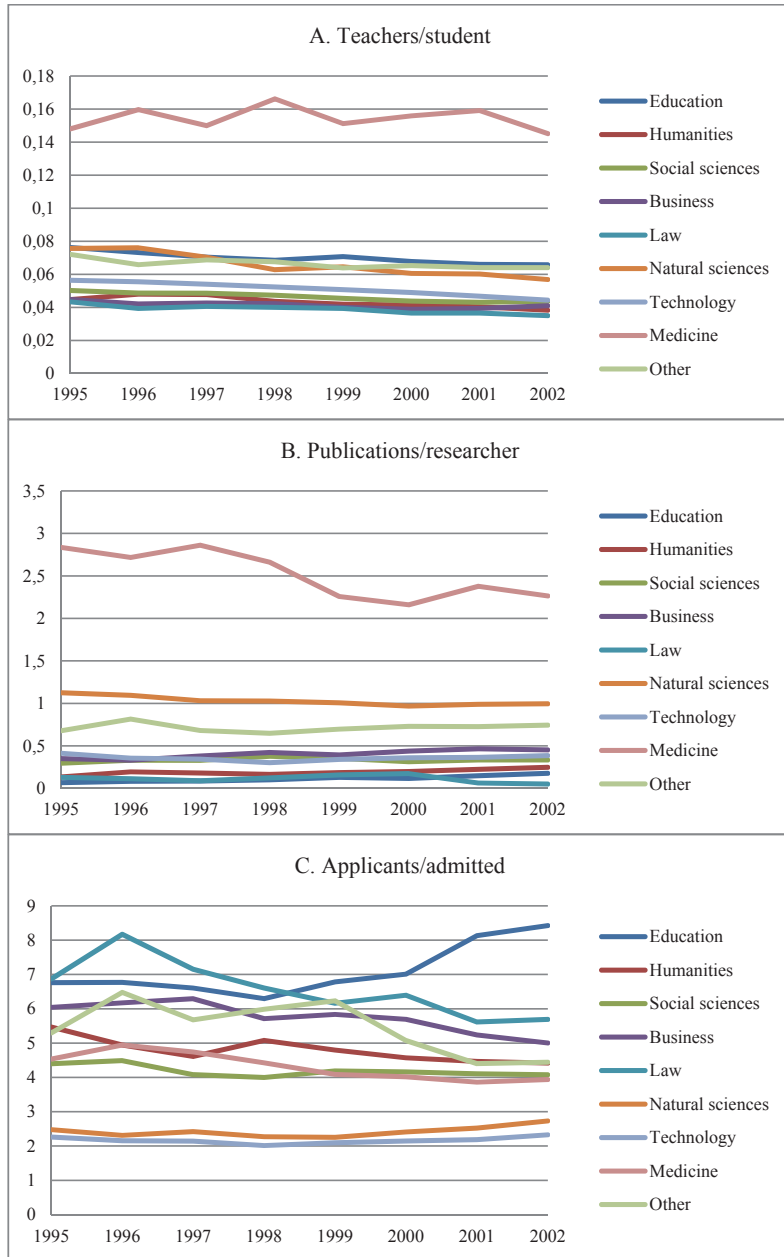 A. Teachers/student
0,18
0,16
0,14
0,12
0,1
0,08
0,06
0,04
0,02
0
1995 1996 1997 1998 1999 2000 2001 2002
Education
Humanities
Social sciences
Business
Law
Natural sciences
Technology
Medicine
Other
B. Publications/researcher
3,5
3
2,5
2
1,5
1
0,5
0
1995 1996 1997 1998 1999 2000 2001 2002
Education
Humanities
Social sciences
Business
Law
Natural sciences
Technology
Medicine
Other
C. Applicants/admitted
9
8
7
6
5
4
3
2
1
0
1995 1996 1997 1998 1999 2000 2001 2002
Education
Humanities
Social sciences
Business
Law
Natural sciences
Technology
Medicine
Other